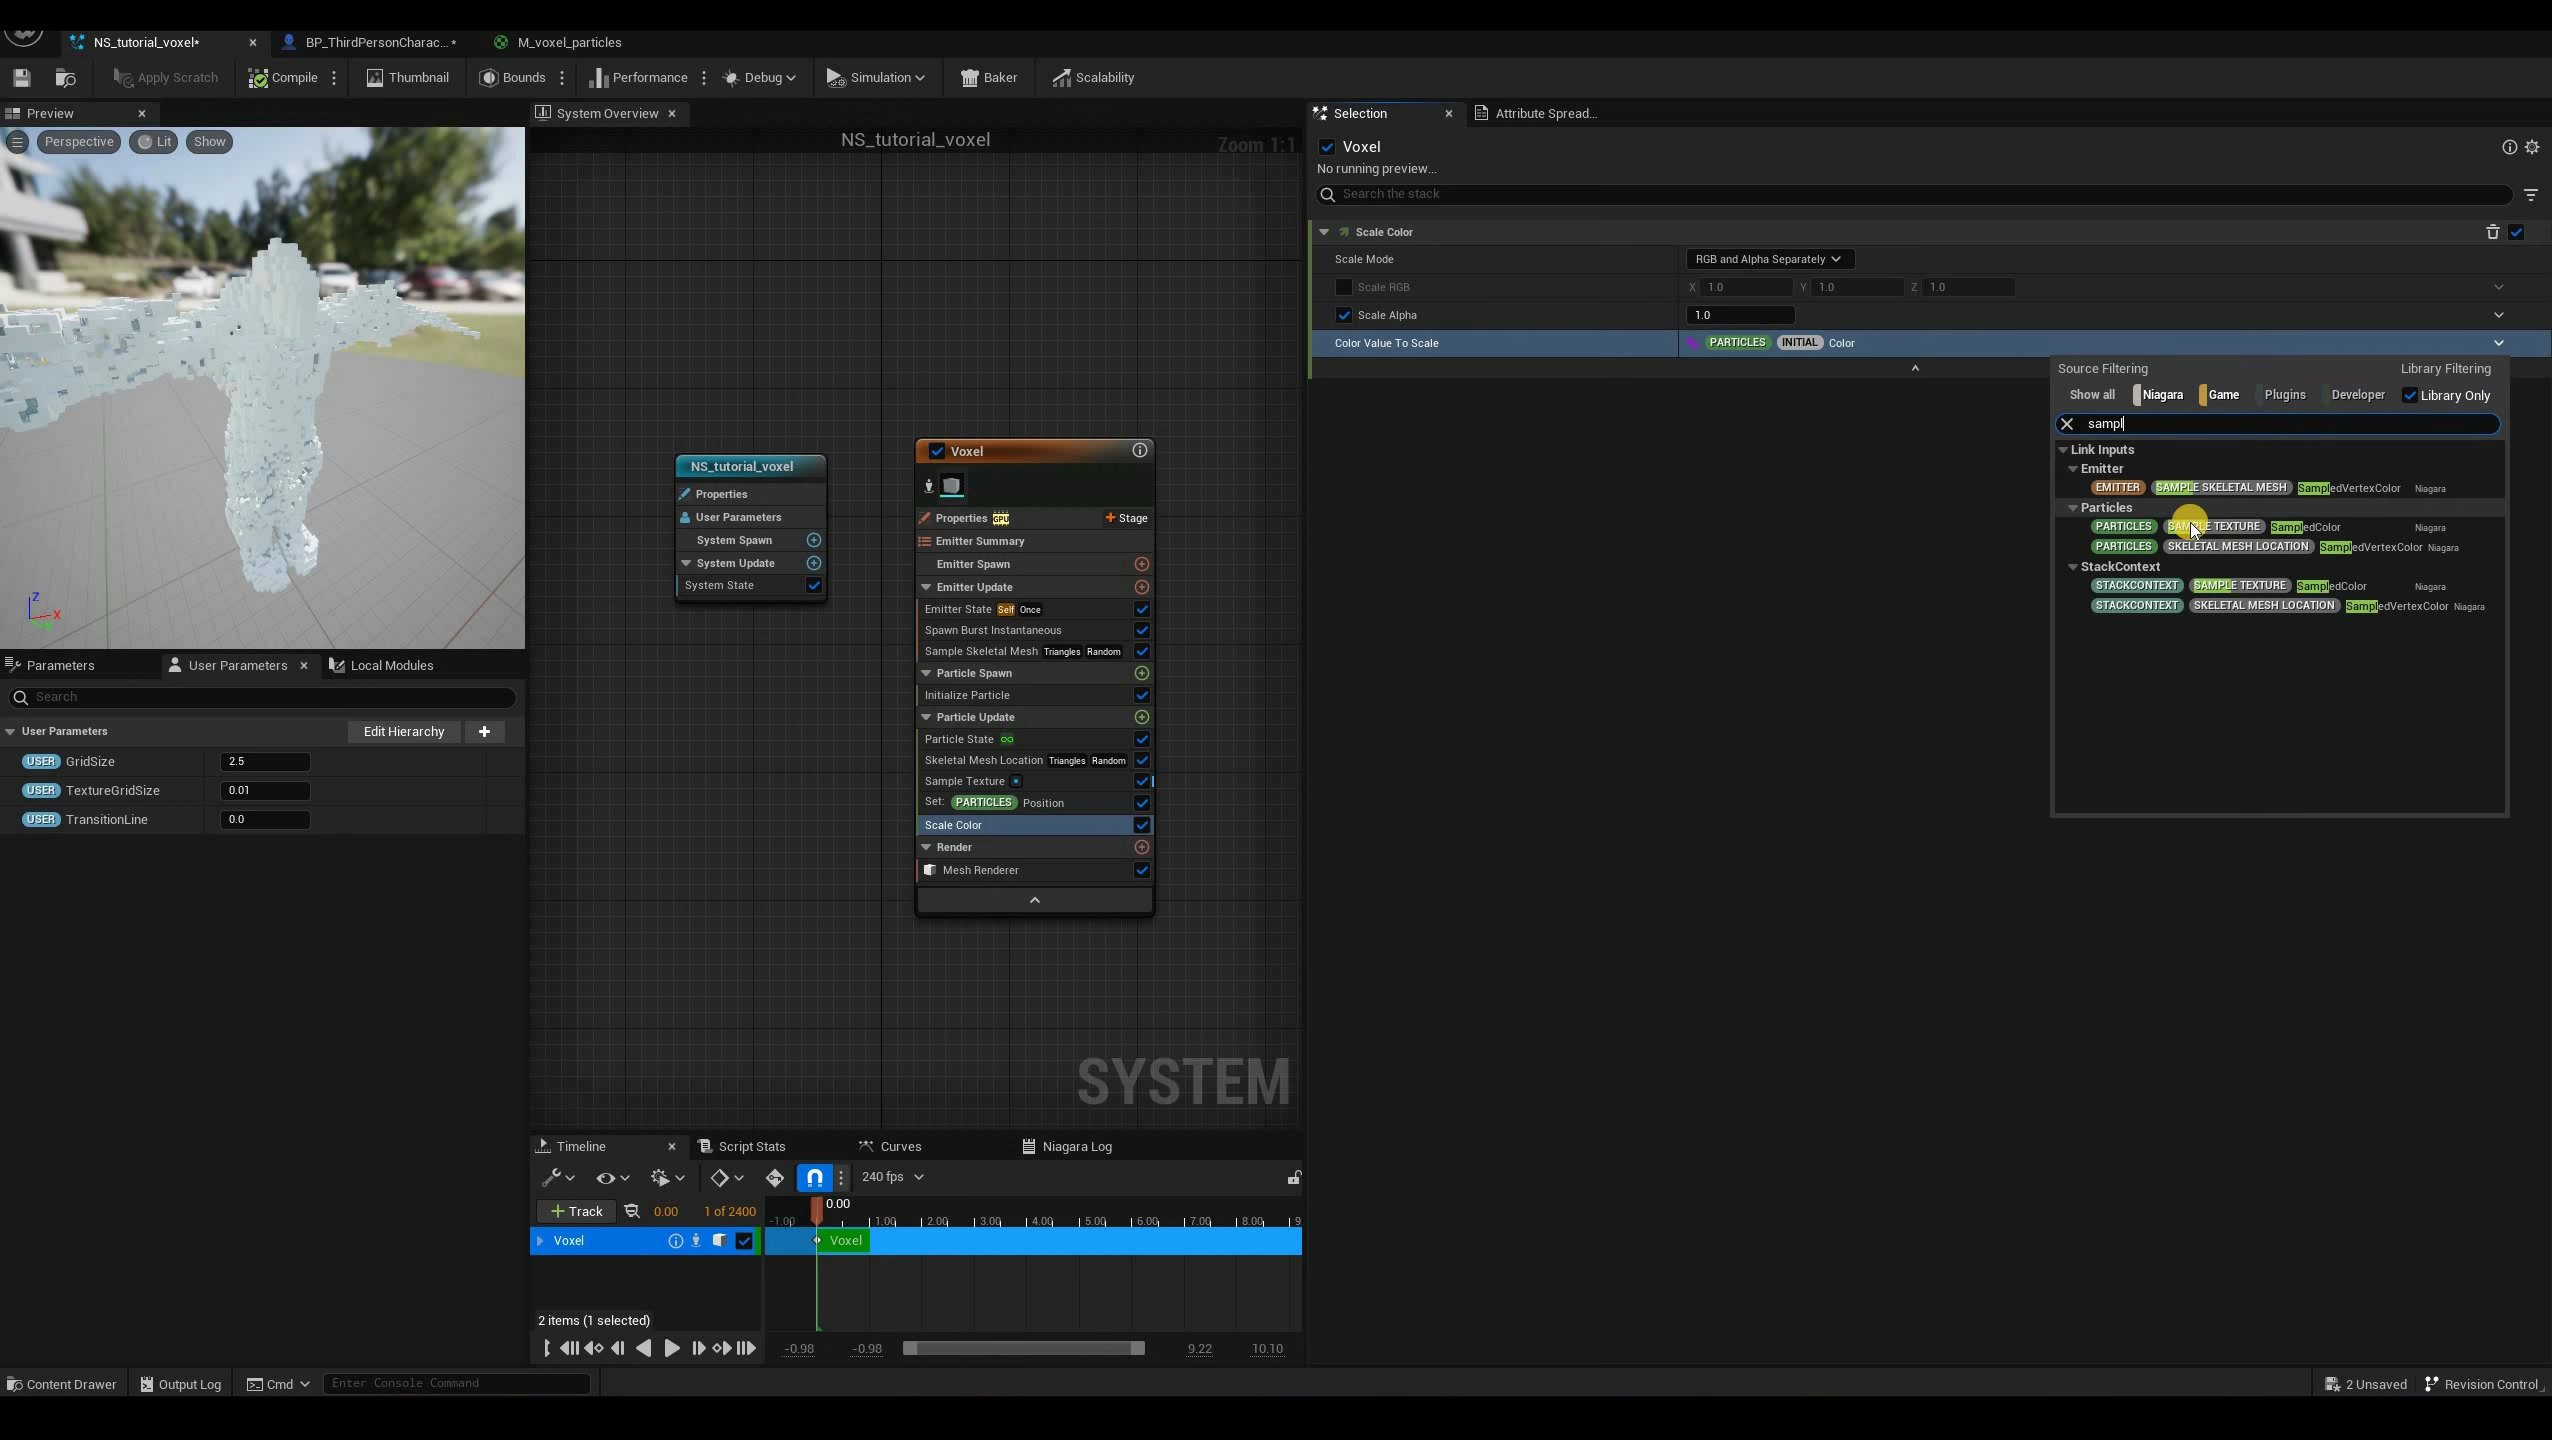 NS_tutorial_voxel*
BP_ThirdPersonCharac... *
M_voxel_particles
Apply Scratch
Compile
Thumbnail
Bounds
Performance
Debug
Simulation
Baker
Scalability
Preview
System Overview
Selection
Attribute Spread...
Perspective
Lit
Show
NS_tutorial_voxel
Zoom 1:1
Voxel
No running preview...
Search the stack
Scale Color
Scale Mode
RGB and Alpha Separately
Scale RGB
X 1.0 Y 1.0 Z 1.0
Scale Alpha
1.0
Color Value To Scale
PARTICLES INITIAL Color
Source Filtering
Library Filtering
Show all
Niagara
Game
Plugins
Developer
Library Only
sampl
Link Inputs
Emitter
EMITTER SAMPLE SKELETAL MESH SampledVertexColor Niagara
Particles
PARTICLES SAMPLE TEXTURE SampledColor Niagara
PARTICLES SKELETAL MESH LOCATION SampledVertexColor Niagara
StackContext
STACKCONTEXT SAMPLE TEXTURE SampledColor Niagara
STACKCONTEXT SKELETAL MESH LOCATION SampledVertexColor Niagara
NS_tutorial_voxel
Properties
User Parameters
System Spawn
System Update
System State
Voxel
Properties GPU
Stage
Emitter Summary
Emitter Spawn
Emitter Update
Emitter State Self Once
Spawn Burst Instantaneous
Sample Skeletal Mesh Triangles Random
Particle Spawn
Initialize Particle
Particle Update
Particle State
Skeletal Mesh Location Triangles Random
Sample Texture
Set: PARTICLES Position
Scale Color
Render
Mesh Renderer
SYSTEM
Z
X
Parameters
User Parameters
Local Modules
Search
User Parameters
Edit Hierarchy
USER GridSize 2.5
USER TextureGridSize 0.01
USER TransitionLine 0.0
Timeline
Script Stats
Curves
Niagara Log
240 fps
Track
0.00
1 of 2400
0.00
-1.00 1.00 2.00 3.00 4.00 5.00 6.00 7.00 8.00 9
Voxel
Voxel
2 items (1 selected)
-0.98 -0.98 9.22 10.10
Content Drawer
Output Log
Cmd
Enter Console Command
2 Unsaved
Revision Control